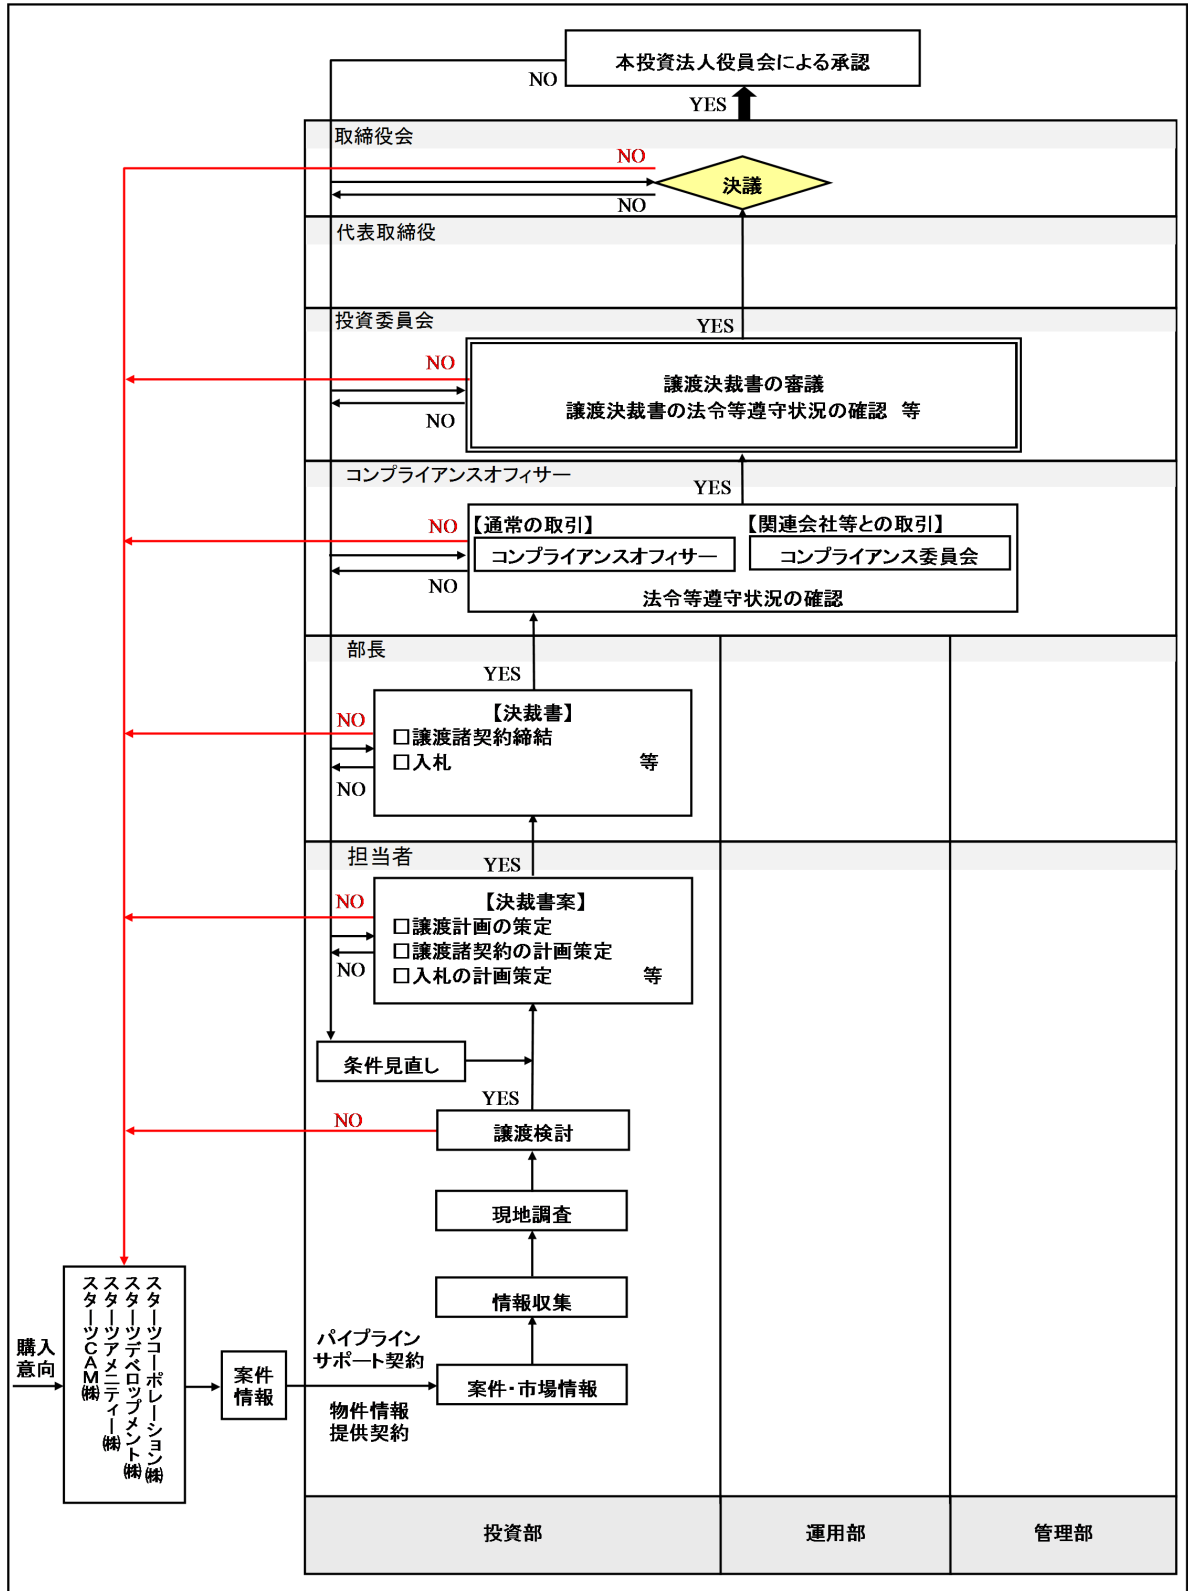 本投資法人役員会による承認
NO
YES
取締役会
NO
決議
NO
代表取締役
投資委員会
YES
NO
譲渡決裁書の審議
譲渡決裁書の法令等遵守状況の確認 等
NO
コンプライアンスオフィサー
YES
【通常の取引】
【関連会社等との取引】
NO
コンプライアンスオフィサー
コンプライアンス委員会
NO
法令等遵守状況の確認
部長
YES
【決裁書】
NO
□譲渡諸契約締結
□入札 等
NO
担当者
YES
【決裁書案】
NO
□譲渡計画の策定
□譲渡諸契約の計画策定
NO
□入札の計画策定 等
条件見直し
YES
NO
譲渡検討
現地調査
情報収集
スターツコーポレーション㈱
スターツデベロップメント㈱
スターツアメニティー㈱
スターツCAM㈱
購入
意向
案件
情報
パイプライン
サポート契約
案件・市場情報
物件情報
提供契約
投資部
運用部
管理部